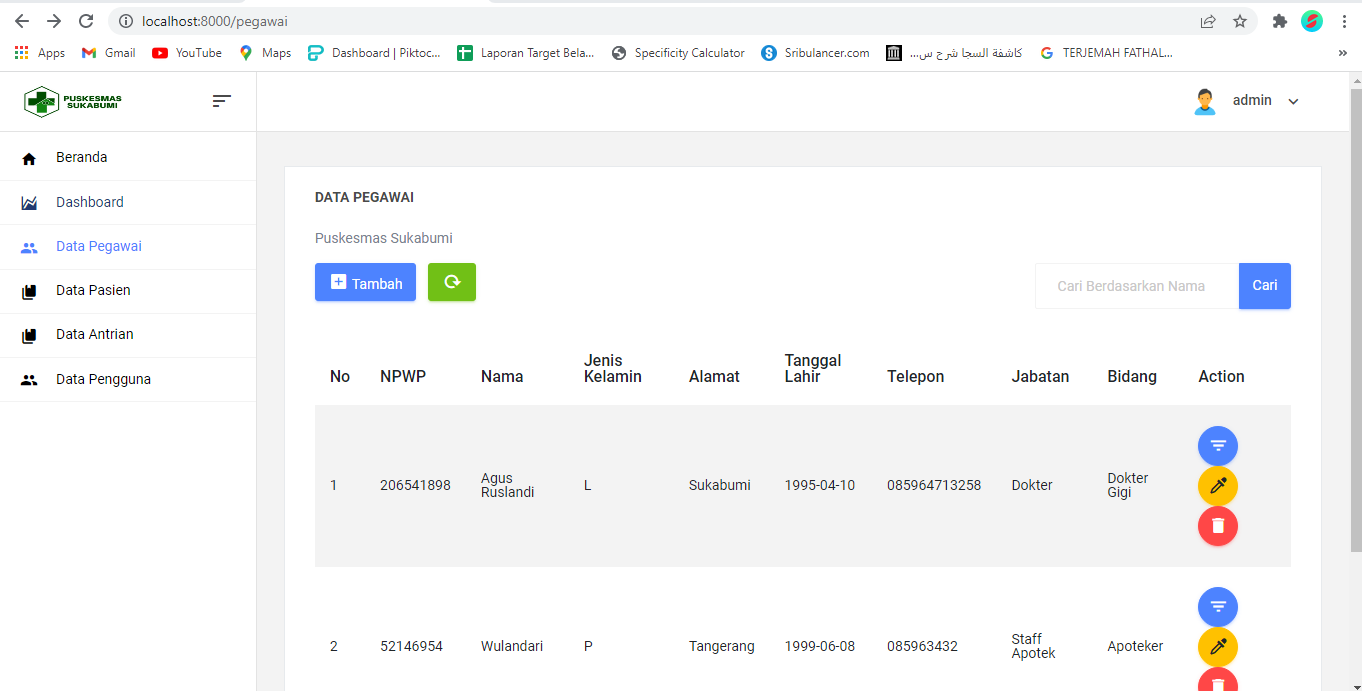 localhost:8000/pegawai
Apps Gmail YouTube Maps Dashboard | Piktoc... Laporan Target Bela... Specificity Calculator Sribulancer.com كاشفة السجا شرح س... TERJEMAH FATHAL... »
PUSKESMAS
SUKABUMI
admin
Beranda
Dashboard
Data Pegawai
Data Pasien
Data Antrian
Data Pengguna
DATA PEGAWAI
Puskesmas Sukabumi
Tambah
Cari Berdasarkan Nama Cari
No NPWP Nama Jenis Kelamin Alamat Tanggal Lahir Telepon Jabatan Bidang Action
1 206541898 Agus Ruslandi L Sukabumi 1995-04-10 085964713258 Dokter Dokter Gigi
2 52146954 Wulandari P Tangerang 1999-06-08 085963432 Staff Apotek Apoteker